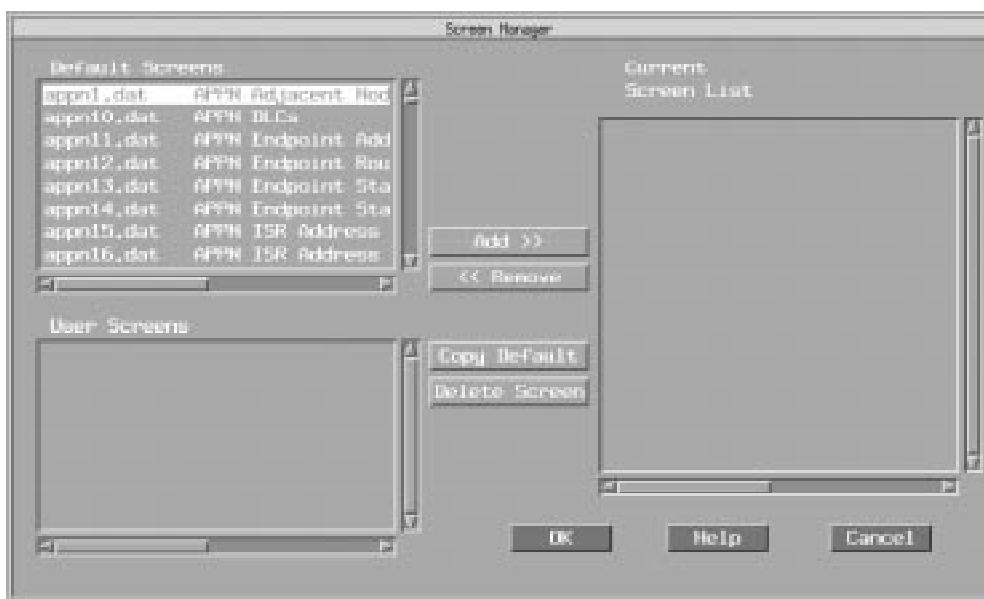 Screen Manager
Default Screens
appn1.dat APPN Adjacent Nod
appn10.dat APPN DLCs
appn11.dat APPN Endpoint Add
appn12.dat APPN Endpoint Rou
appn13.dat APPN Endpoint Sta
appn14.dat APPN Endpoint Sta
appn15.dat APPN ISR Address
appn16.dat APPN ISR Address
Current
Screen List
Add >>
<< Remove
User Screens
Copy Default
Delete Screen
OK
Help
Cancel